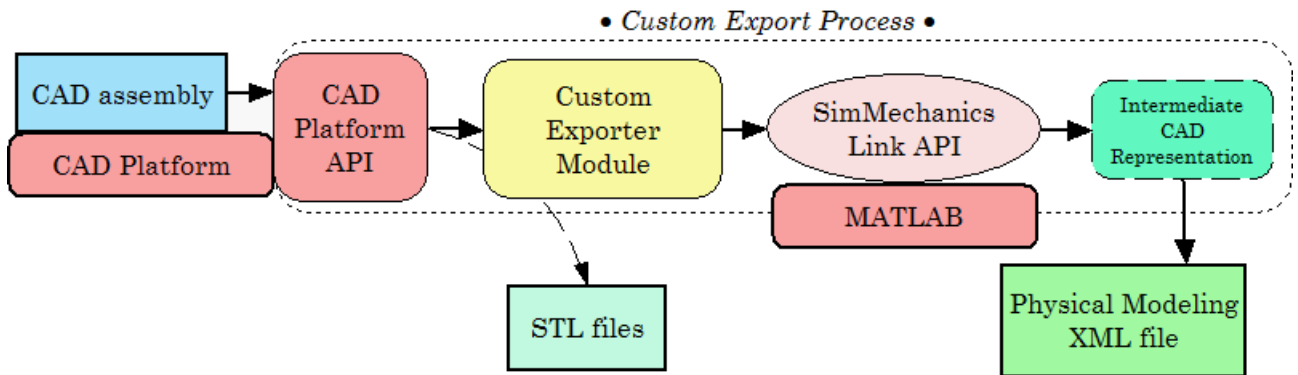 • Custom Export Process •
CAD assembly
CAD Platform
CAD
Platform
API
Custom
Exporter
Module
SimMechanics
Link API
MATLAB
Intermediate
CAD
Representation
STL files
Physical Modeling
XML file